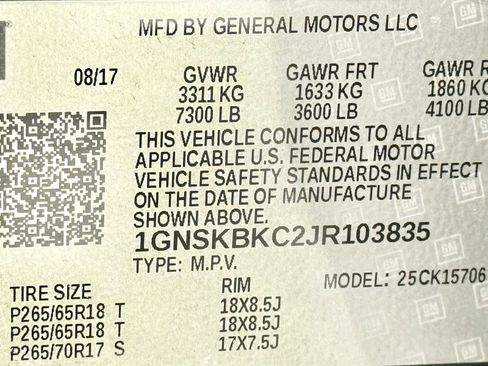 MFD BY GENERAL MOTORS LLC
08/17 GVWR GAWR FRT GAWR R
3311 KG 1633 KG 1860 KG
7300 LB 3600 LB 4100 LB
THIS VEHICLE CONFORMS TO ALL
APPLICABLE U.S. FEDERAL MOTOR
VEHICLE SAFETY STANDARDS IN EFFECT
ON THE DATE OF MANUFACTURE
SHOWN ABOVE.
1GNSKBKC2JR103835
TYPE: M.P.V. MODEL: 25CK15706
TIRE SIZE RIM
P265/65R18 T 18X8.5J
P265/65R18 T 18X8.5J
P265/70R17 S 17X7.5J